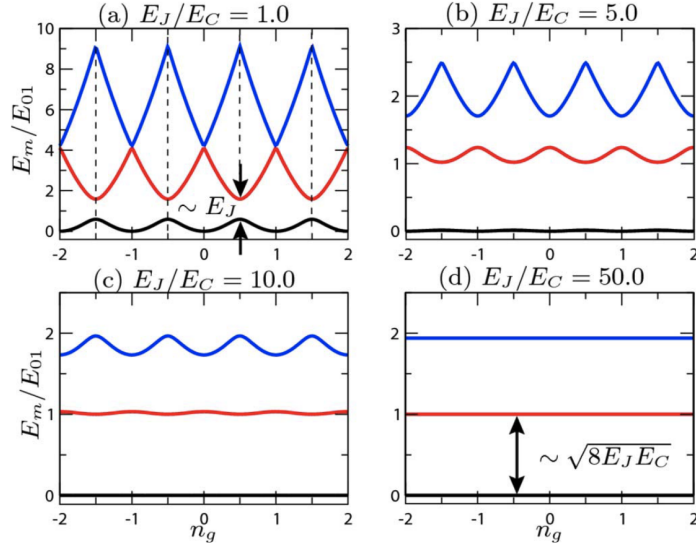 (a) E_J/E_C = 1.0
E_m/E_01
10
8
6
4
2
0
∼ E_J
-2 -1 0 1 2
(b) E_J/E_C = 5.0
3
2
1
0
-2 -1 0 1 2
(c) E_J/E_C = 10.0
E_m/E_01
2
1
0
-2 -1 0 1 2
n_g
(d) E_J/E_C = 50.0
2
1
0
∼ √8E_JE_C
-2 -1 0 1 2
n_g